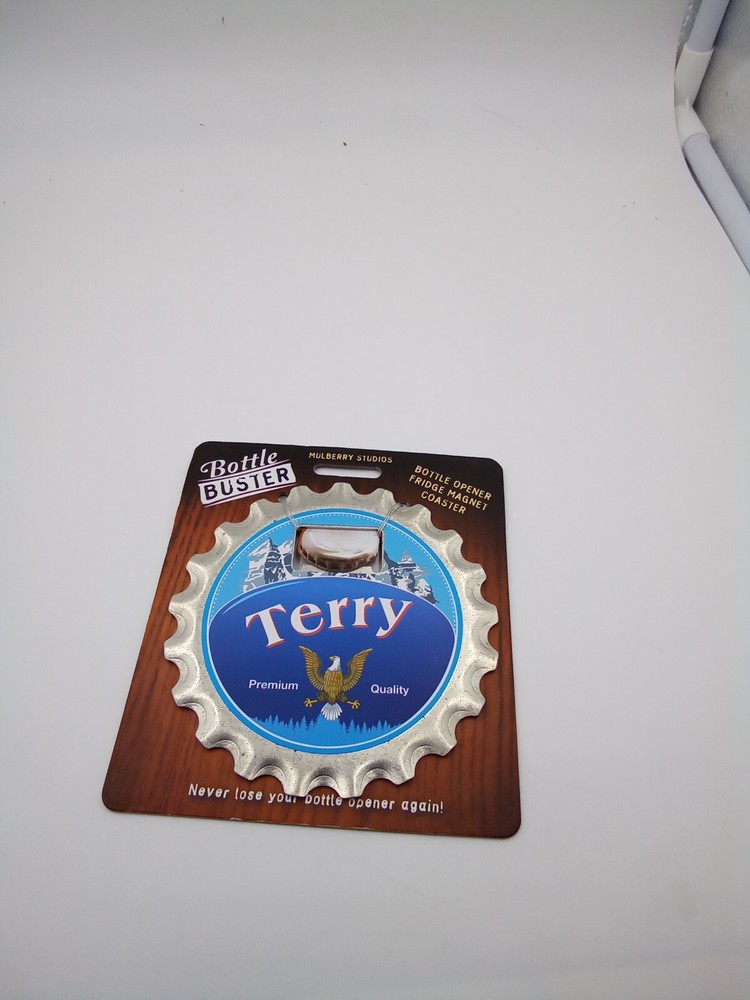 Bottle
BUSTER
MULBERRY STUDIOS
BOTTLE OPENER
FRIDGE MAGNET
COASTER
Terry
Premium Quality
Never lose your bottle opener again!